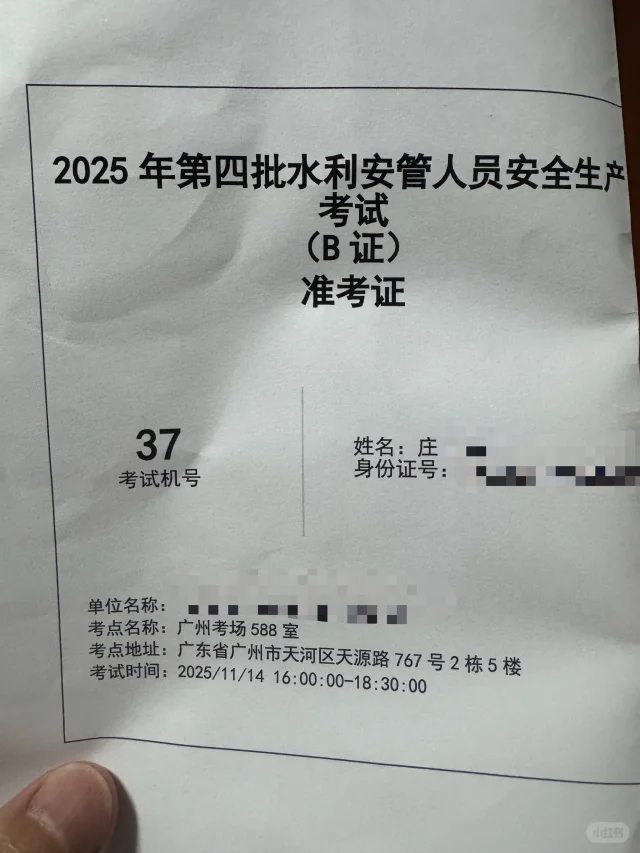 2025 年第四批水利安管人员安全生产
考试
（B 证）
准考证
37
考试机号
姓名：庄
身份证号：
单位名称：
考点名称：广州考场 588 室
考点地址：广东省广州市天河区天源路 767 号 2 栋 5 楼
考试时间：2025/11/14 16:00:00-18:30:00
小红书